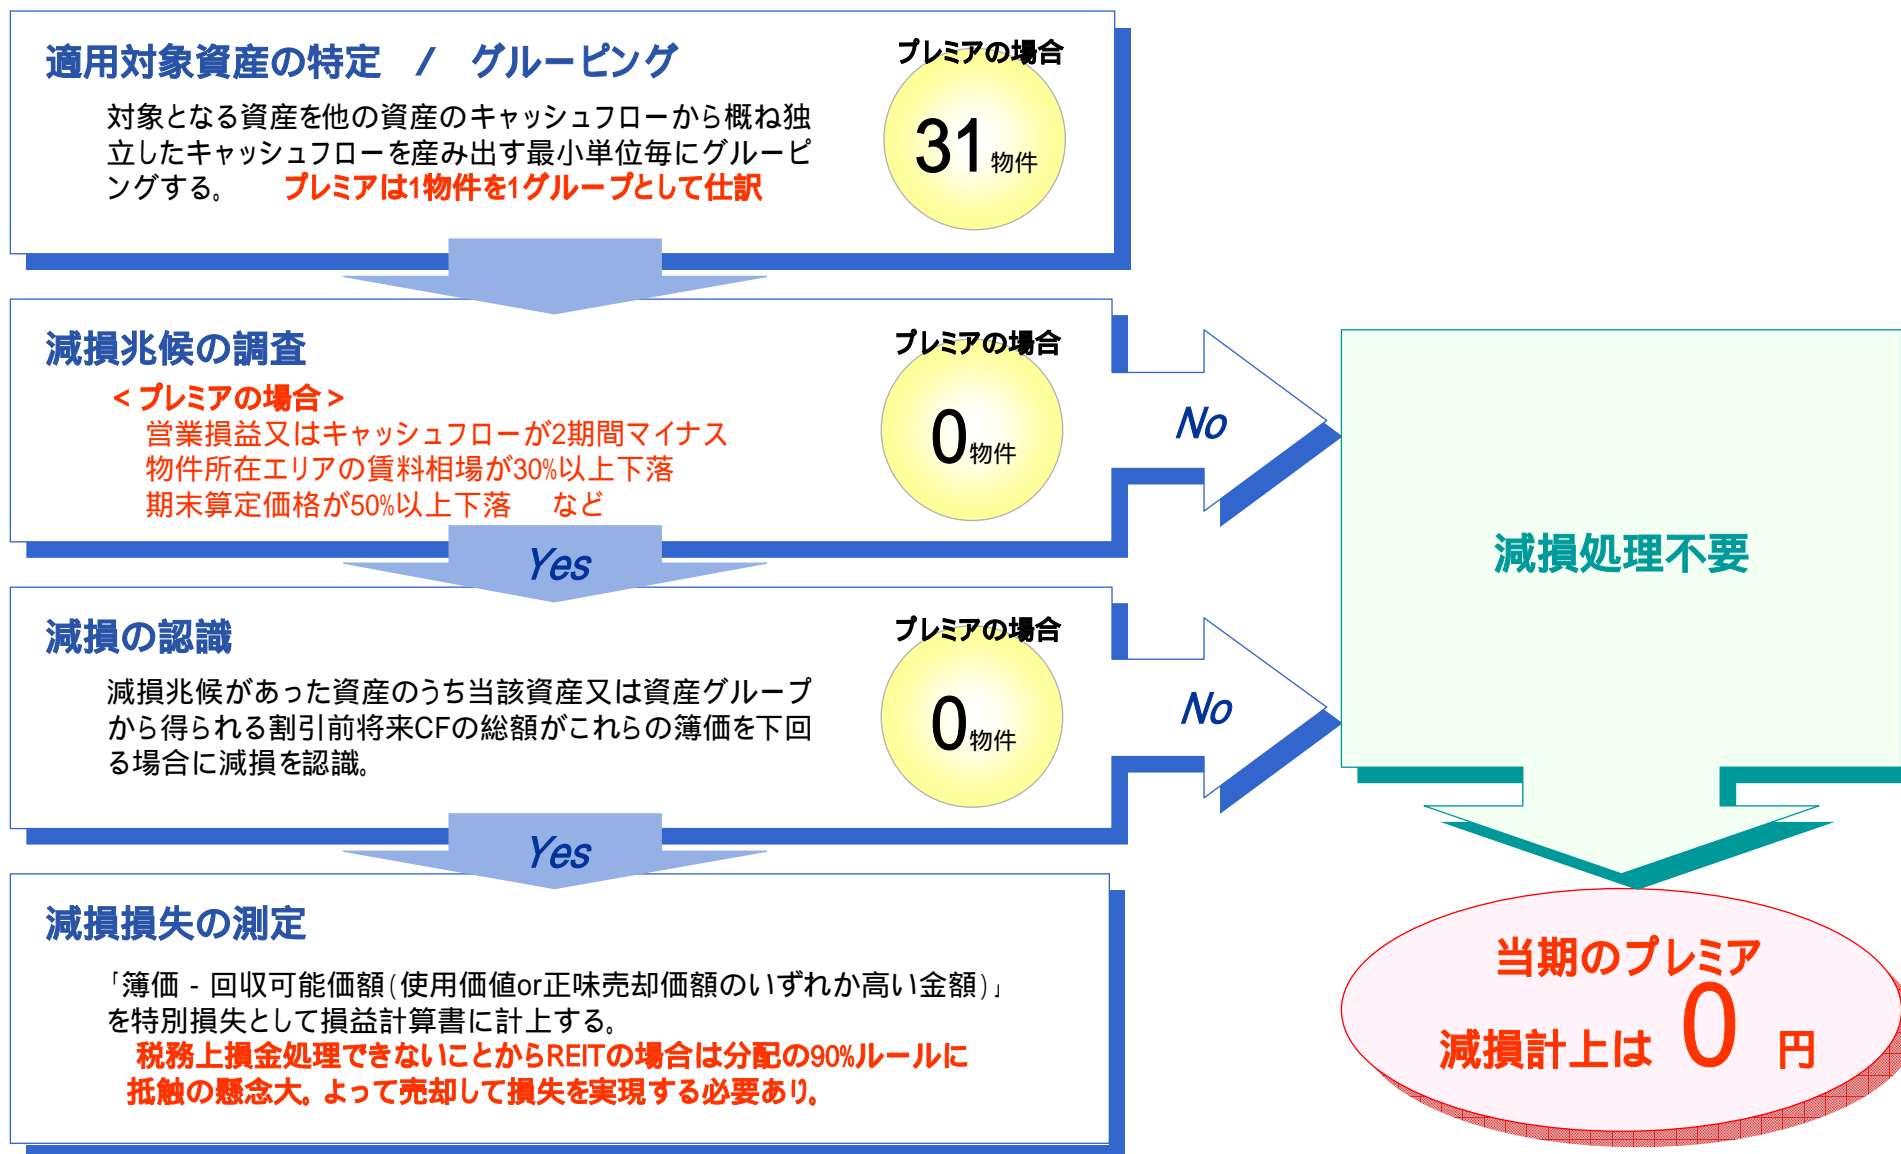 適用対象資産の特定 / グルーピング
プレミアの場合
対象となる資産を他の資産のキャッシュフローから概ね独
立したキャッシュフローを産み出す最小単位毎にグルーピ
ングする。 プレミアは1物件を1グループとして仕訳
31物件
減損兆候の調査
プレミアの場合
<プレミアの場合>
営業損益又はキャッシュフローが2期間マイナス
物件所在エリアの賃料相場が30%以上下落
期末算定価格が50%以上下落 など
0物件
No
Yes
減損の認識
プレミアの場合
減損兆候があった資産のうち当該資産又は資産グループ
から得られる割引前将来CFの総額がこれらの簿価を下回
る場合に減損を認識。
0物件
No
Yes
減損損失の測定
「簿価 - 回収可能価額(使用価値or正味売却価額のいずれか高い金額)」
を特別損失として損益計算書に計上する。
税務上損金処理できないことからREITの場合は分配の90%ルールに
抵触の懸念大。よって売却して損失を実現する必要あり。
減損処理不要
当期のプレミア
減損計上は 0 円